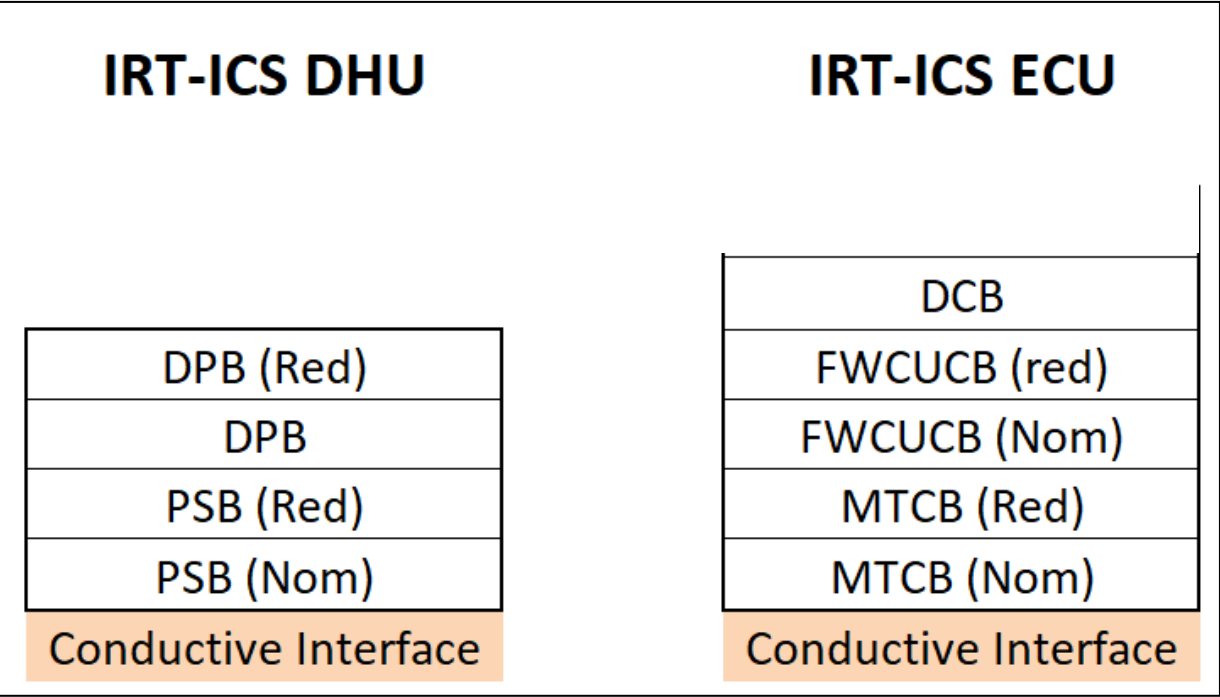 IRT-ICS DHU
DPB (Red)
DPB
PSB (Red)
PSB (Nom)
Conductive Interface
IRT-ICS ECU
DCB
FWCUCB (red)
FWCUCB (Nom)
MTCB (Red)
MTCB (Nom)
Conductive Interface